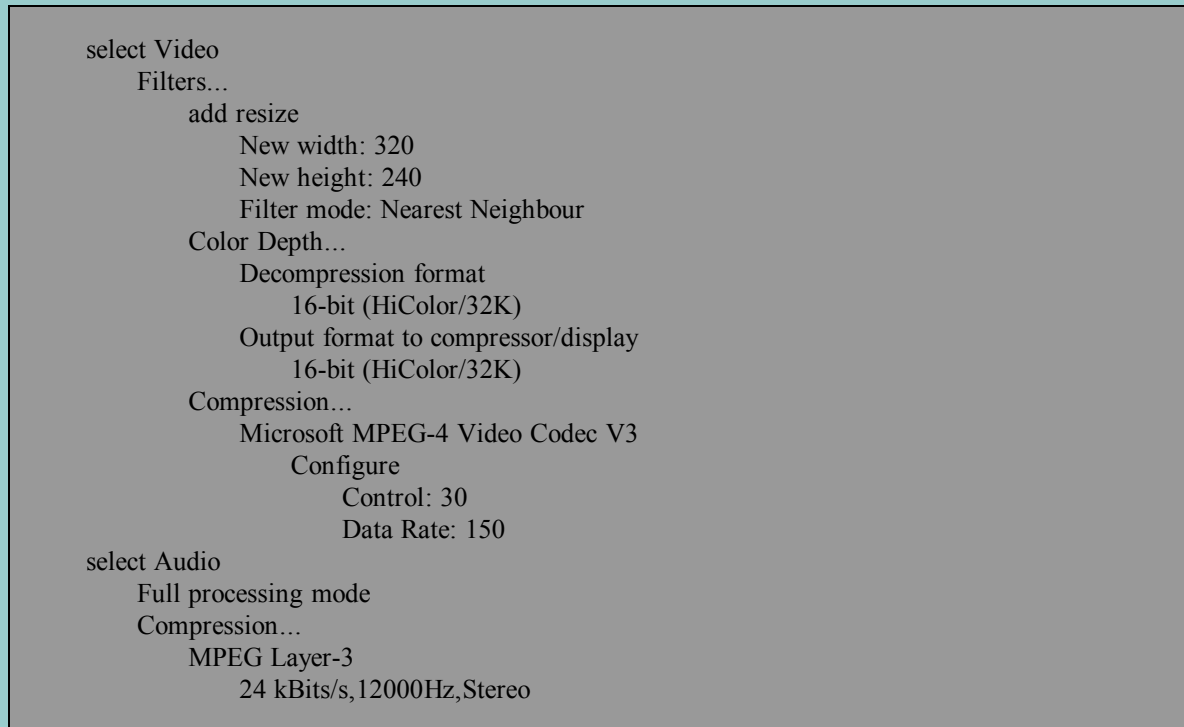 select Video
Filters...
add resize
New width: 320
New height: 240
Filter mode: Nearest Neighbour
Color Depth...
Decompression format
16-bit (HiColor/32K)
Output format to compressor/display
16-bit (HiColor/32K)
Compression...
Microsoft MPEG-4 Video Codec V3
Configure
Control: 30
Data Rate: 150
select Audio
Full processing mode
Compression...
MPEG Layer-3
24 kBits/s,12000Hz,Stereo